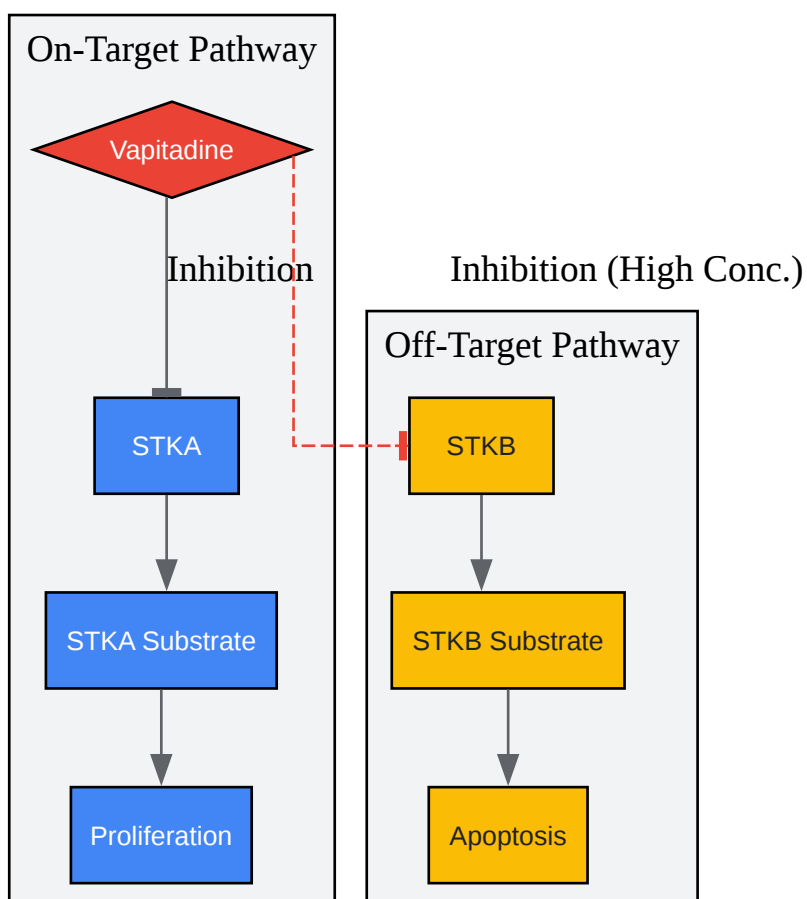 On-Target Pathway
Vapitadine
Inhibition
Inhibition (High Conc.)
Off-Target Pathway
STKA
STKB
STKA Substrate
STKB Substrate
Proliferation
Apoptosis